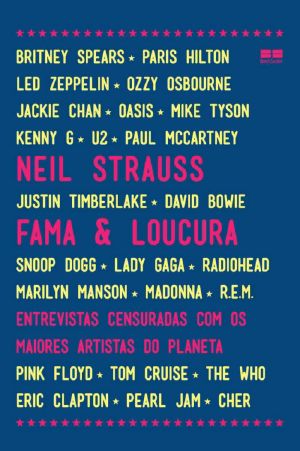 BestSeller
BRITNEY SPEARS ★ PARIS HILTON
LED ZEPPELIN ★ OZZY OSBOURNE
JACKIE CHAN ★ OASIS ★ MIKE TYSON
KENNY G ★ U2 ★ PAUL MCCARTNEY
NEIL STRAUSS
JUSTIN TIMBERLAKE ★ DAVID BOWIE
FAMA & LOUCURA
SNOOP DOGG ★ LADY GAGA ★ RADIOHEAD
MARILYN MANSON ★ MADONNA ★ R.E.M.
ENTREVISTAS CENSURADAS COM OS
MAIORES ARTISTAS DO PLANETA
PINK FLOYD ★ TOM CRUISE ★ THE WHO
ERIC CLAPTON ★ PEARL JAM ★ CHER